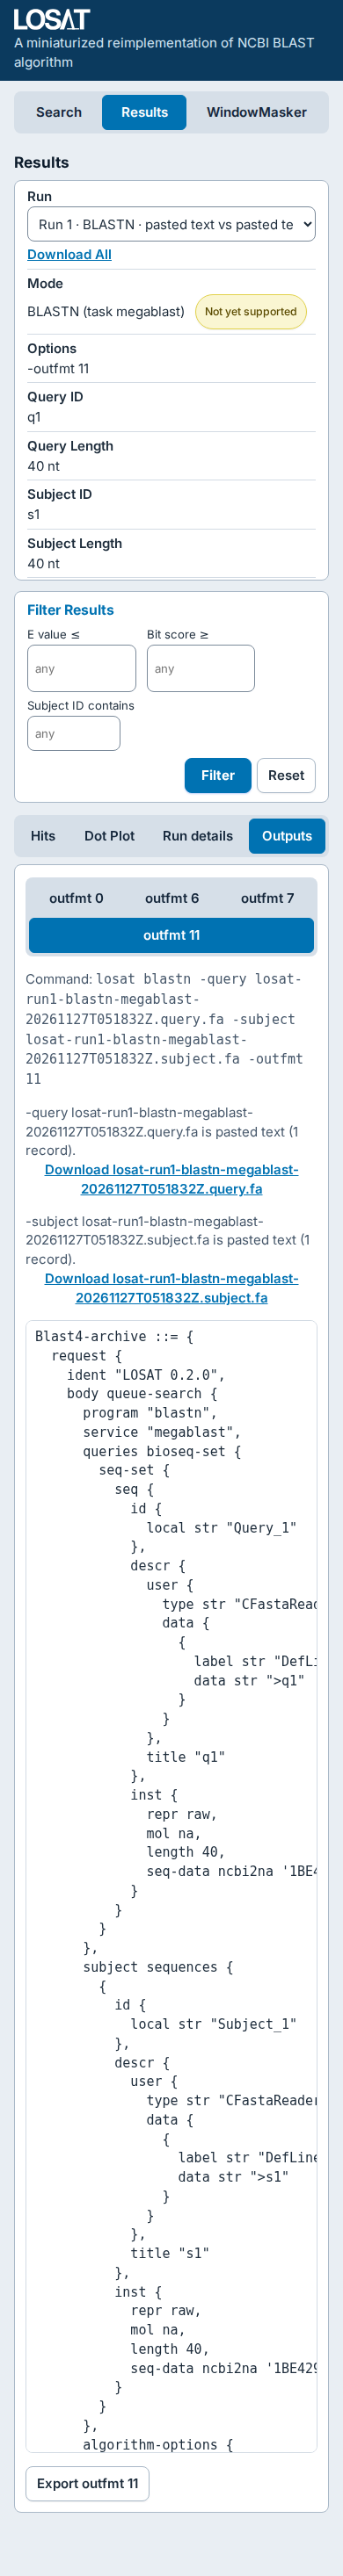 LOSAT
A miniaturized reimplementation of NCBI BLAST
algorithm
Search Results WindowMasker
Results
Run
Run 1 · BLASTN · pasted text vs pasted te
Download All
Mode
BLASTN (task megablast) Not yet supported
Options
-outfmt 11
Query ID
q1
Query Length
40 nt
Subject ID
s1
Subject Length
40 nt
Filter Results
E value ≤ Bit score ≥
any any
Subject ID contains
any
Filter Reset
Hits Dot Plot Run details Outputs
outfmt 0 outfmt 6 outfmt 7
outfmt 11
Command: losat blastn -query losat-
run1-blastn-megablast-
20261127T051832Z.query.fa -subject
losat-run1-blastn-megablast-
20261127T051832Z.subject.fa -outfmt
11
-query losat-run1-blastn-megablast-
20261127T051832Z.query.fa is pasted text (1
record).
Download losat-run1-blastn-megablast-
20261127T051832Z.query.fa
-subject losat-run1-blastn-megablast-
20261127T051832Z.subject.fa is pasted text (1
record).
Download losat-run1-blastn-megablast-
20261127T051832Z.subject.fa
Blast4-archive ::= {
  request {
    ident "LOSAT 0.2.0",
    body queue-search {
      program "blastn",
      service "megablast",
      queries bioseq-set {
        seq-set {
          seq {
            id {
              local str "Query_1"
            },
            descr {
              user {
                type str "CFastaRead
                data {
                  {
                    label str "DefLi
                    data str ">q1"
                  }
                }
              },
              title "q1"
            },
            inst {
              repr raw,
              mol na,
              length 40,
              seq-data ncbi2na '1BE4
            }
          }
        }
      },
      subject sequences {
        {
          id {
            local str "Subject_1"
          },
          descr {
            user {
              type str "CFastaReader
              data {
                {
                  label str "DefLine
                  data str ">s1"
                }
              }
            },
            title "s1"
          },
          inst {
            repr raw,
            mol na,
            length 40,
            seq-data ncbi2na '1BE429
          }
        }
      },
      algorithm-options {
Export outfmt 11